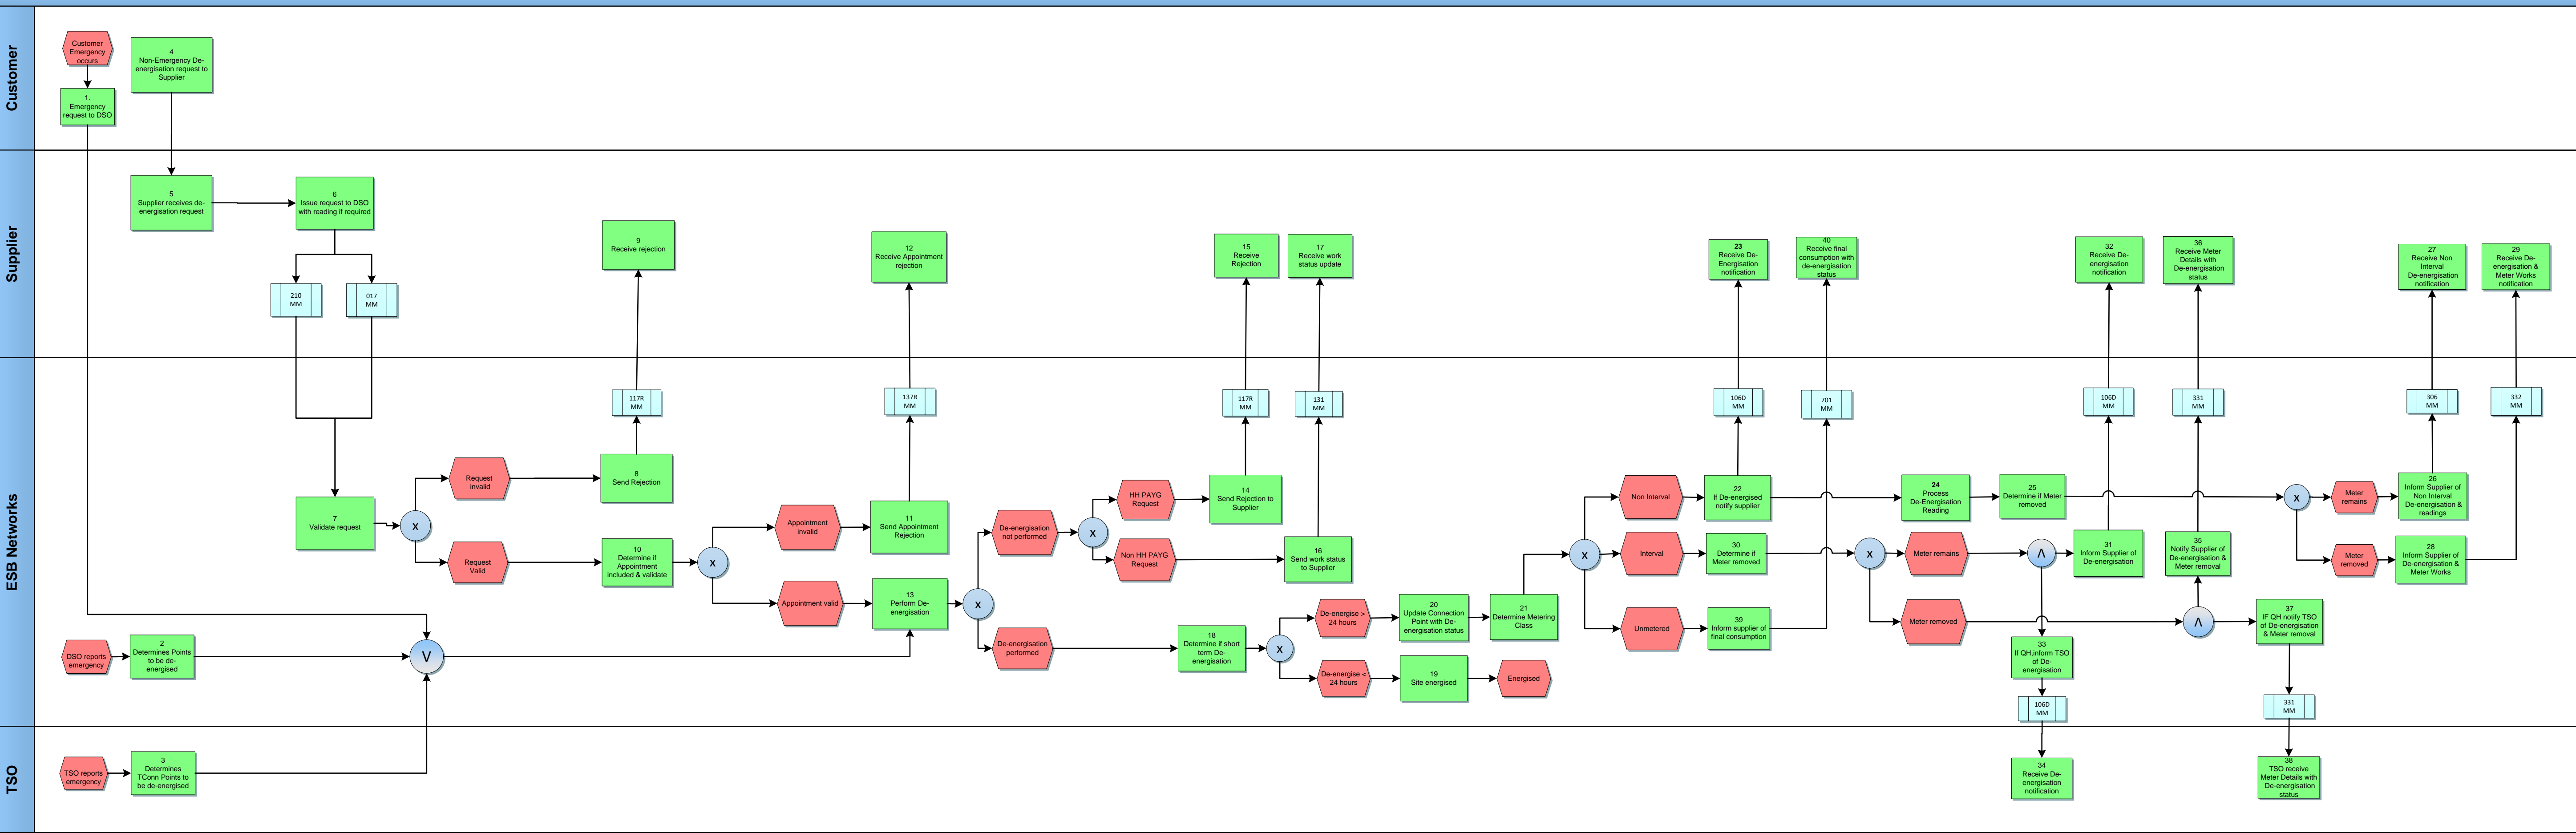 Customer
Customer
Emergency
occurs
1.
Emergency
request to DSO
4
Non-Emergency De-
energisation request to
Supplier
Supplier
5
Supplier receives de-
energisation request
6
Issue request to DSO
with reading if required
210
MM
017
MM
9
Receive rejection
12
Receive Appointment
rejection
15
Receive
Rejection
17
Receive work
status update
23
Receive De-
Energisation
notification
40
Receive final
consumption with
de-energisation
status
32
Receive De-
energisation
notification
36
Receive Meter
Details with
De-energisation
status
27
Receive Non
Interval
De-energisation
notification
29
Receive De-
energisation &
Meter Works
notification
ESB Networks
117R
MM
137R
MM
117R
MM
131
MM
106D
MM
701
MM
106D
MM
331
MM
306
MM
332
MM
7
Validate request
X
Request
invalid
Request
Valid
8
Send Rejection
10
Determine if
Appointment
included & validate
X
Appointment
invalid
Appointment valid
11
Send Appointment
Rejection
13
Perform De-
energisation
X
De-energisation
not performed
De-energisation
performed
X
HH PAYG
Request
Non HH PAYG
Request
14
Send Rejection to
Supplier
16
Send work status
to Supplier
18
Determine if short
term De-
energisation
X
De-energise >
24 hours
De-energise <
24 hours
20
Update Connection
Point with De-
energisation status
19
Site energised
21
Determine Metering
Class
Energised
X
Non Interval
Interval
Unmetered
22
If De-energised
notify supplier
30
Determine if
Meter removed
39
Inform supplier of
final consumption
X
24
Process
De-Energisation
Reading
Meter remains
Meter removed
25
Determine if Meter
removed
Λ
31
Inform Supplier of
De-energisation
35
Notify Supplier of
De-energisation &
Meter removal
Λ
33
If QH,inform TSO
of De-
energisation
106D
MM
37
IF QH notify TSO
of De-energisation
& Meter removal
331
MM
X
Meter
remains
Meter
removed
26
Inform Supplier of
Non Interval
De-energisation &
readings
28
Inform Supplier of
De-energisation &
Meter Works
DSO reports
emergency
2
Determines Points
to be de-
energised
V
TSO
TSO reports
emergency
3
Determines
TConn Points to
be de-energised
34
Receive De-
energisation
notification
38
TSO receive
Meter Details with
De-energisation
status